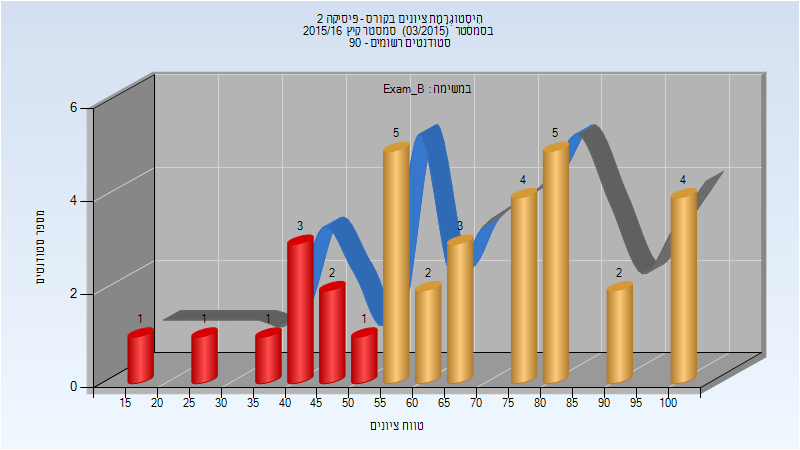 היסטוגרמת ציונים בקורס - פיסיקה 2
בסמסטר (03/2015) סמסטר קיץ 2015/16
סטודנטים רשומים - 90
במשימה : Exam_B
מספר סטודנטים
6
4
2
0
1
1
1
3
2
1
5
2
3
4
5
2
4
15 20 25 30 35 40 45 50 55 60 65 70 75 80 85 90 95 100
טווח ציונים